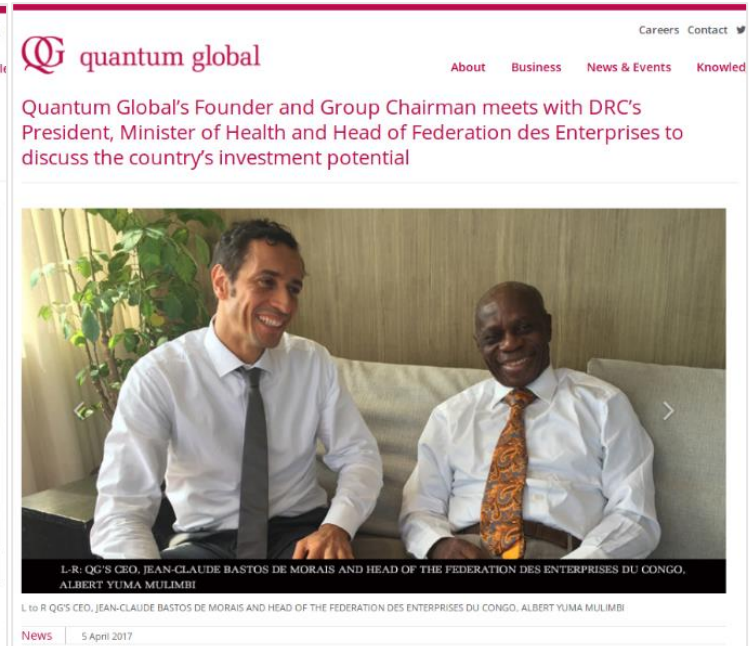 Careers Contact
QG quantum global
About Business News & Events Knowled
Quantum Global's Founder and Group Chairman meets with DRC's
President, Minister of Health and Head of Federation des Enterprises to
discuss the country's investment potential
L-R: QG'S CEO, JEAN-CLAUDE BASTOS DE MORAIS AND HEAD OF THE FEDERATION DES ENTERPRISES DU CONGO,
ALBERT YUMA MULIMBI
L to R QG'S CEO, JEAN-CLAUDE BASTOS DE MORAIS AND HEAD OF THE FEDERATION DES ENTERPRISES DU CONGO, ALBERT YUMA MULIMBI
News 5 April 2017